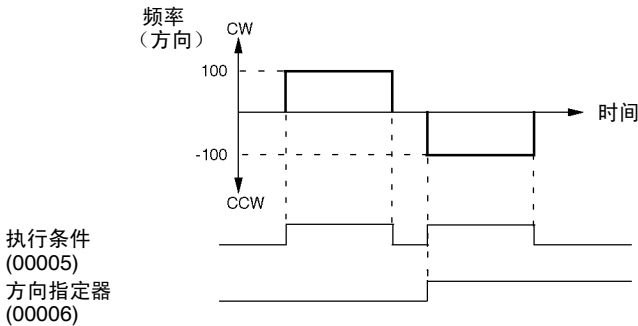 频率
（方向）
CW
100
时间
-100
CCW
执行条件
(00005)
方向指定器
(00006)